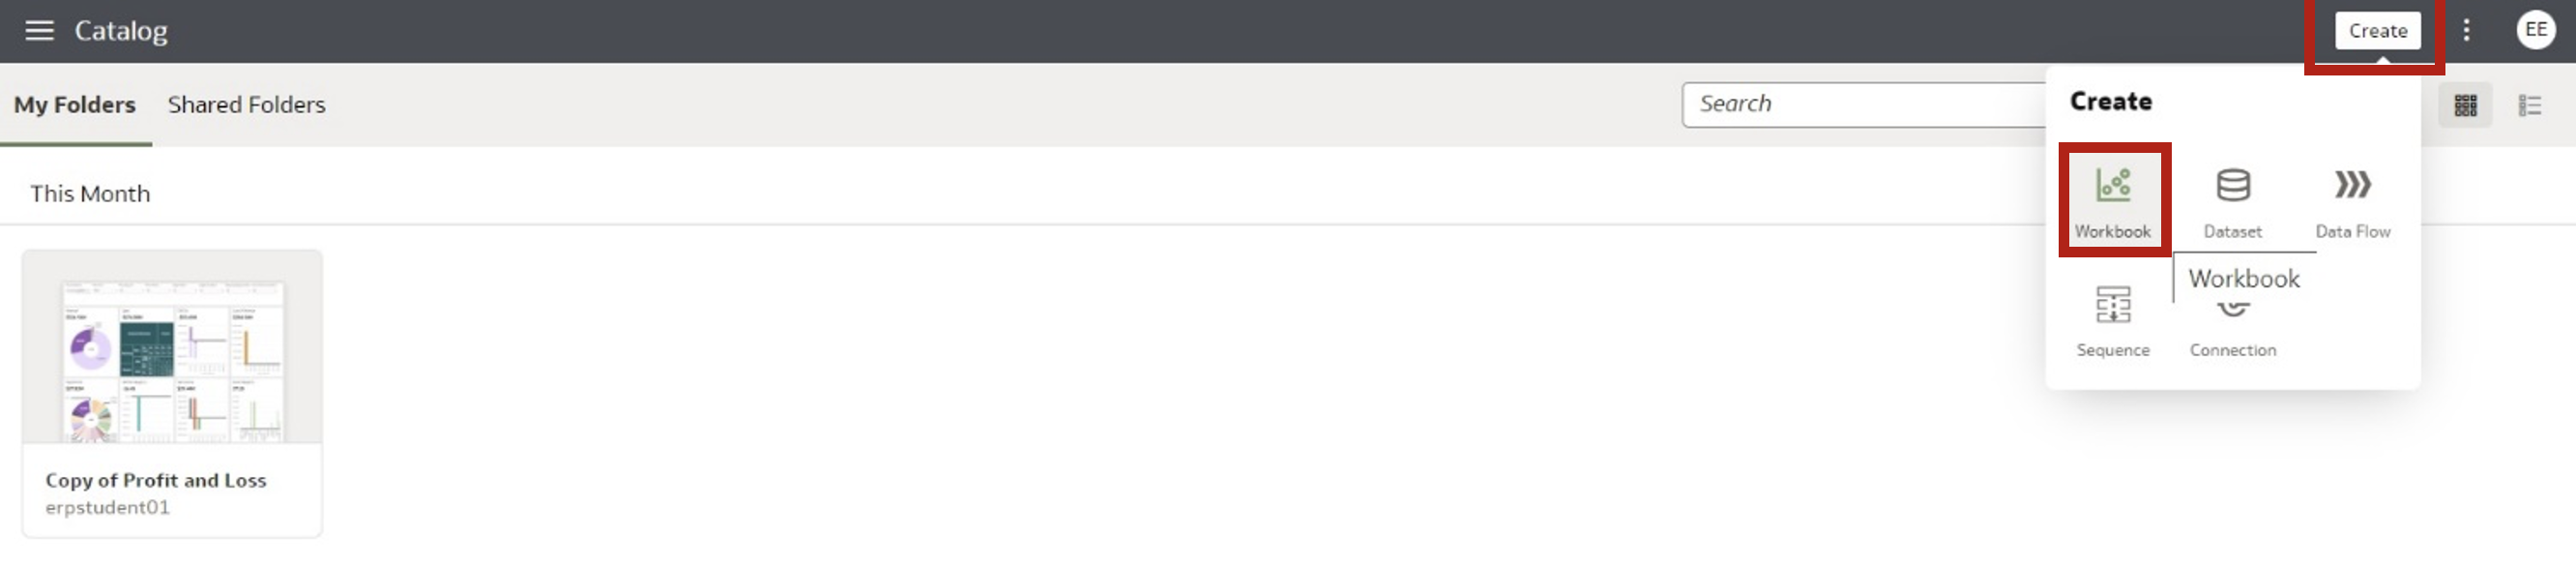 Catalog
Create
EE
My Folders
Shared Folders
Search
Create
This Month
Workbook
Dataset
Data Flow
Workbook
Sequence
Connection
Copy of Profit and Loss
erpstudent01